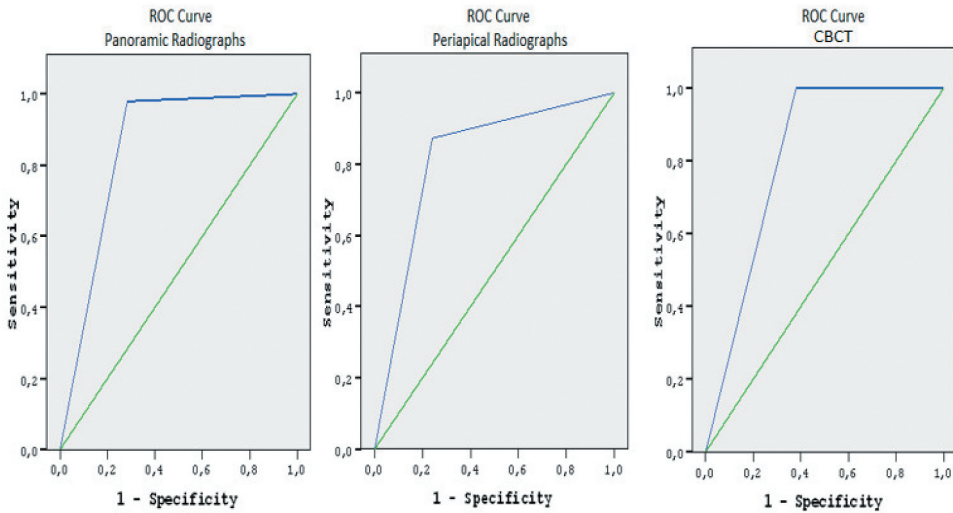 ROC Curve
Panoramic Radiographs
1,0
0,8
0,6
0,4
0,2
0,0
Sensitivity
0,0 0,2 0,4 0,6 0,8 1,0
1 - Specificity
ROC Curve
Periapical Radiographs
1,0
0,8
0,6
0,4
0,2
0,0
Sensitivity
0,0 0,2 0,4 0,6 0,8 1,0
1 - Specificity
ROC Curve
CBCT
1,0
0,8
0,6
0,4
0,2
0,0
Sensitivity
0,0 0,2 0,4 0,6 0,8 1,0
1 - Specificity